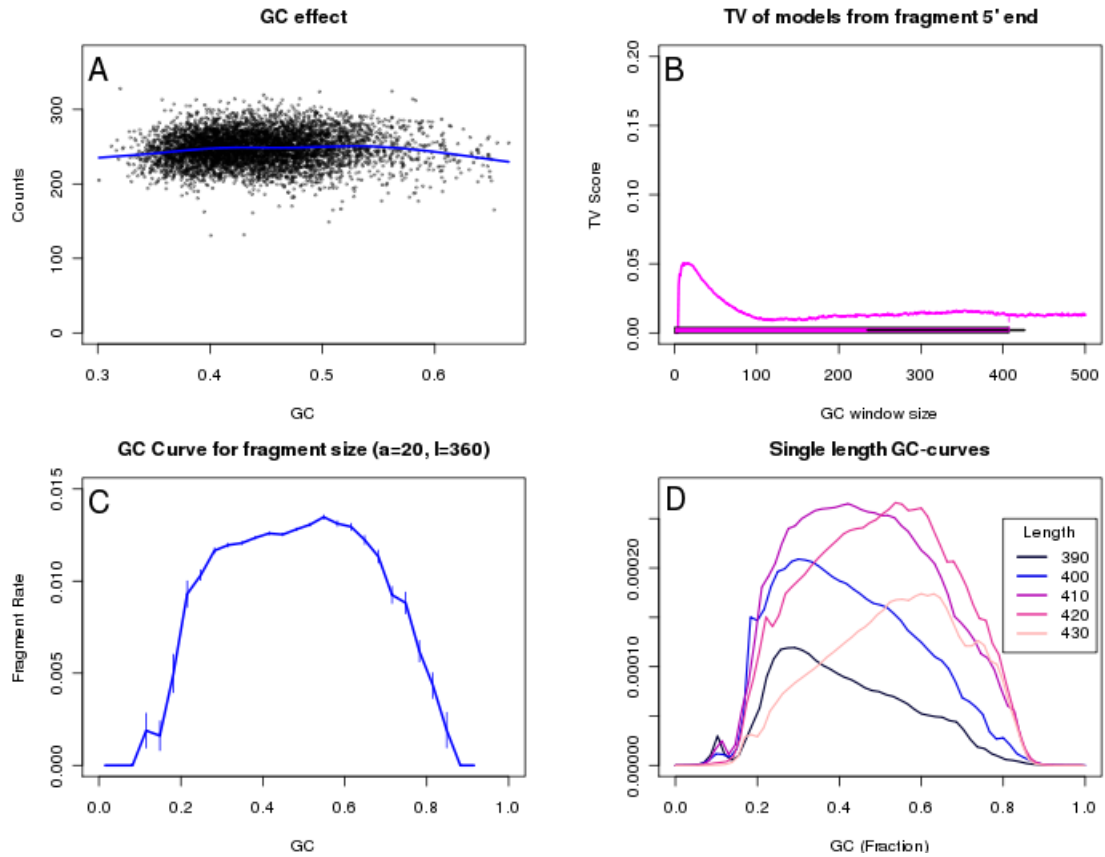 GC effect
A
Counts
0 100 200 300
0.3 0.4 0.5 0.6
GC
TV of models from fragment 5' end
B
TV Score
0.00 0.05 0.10 0.15 0.20
0 100 200 300 400 500
GC window size
GC Curve for fragment size (a=20, l=360)
C
Fragment Rate
0.000 0.005 0.010 0.015
0.0 0.2 0.4 0.6 0.8 1.0
GC
Single length GC-curves
D
0.00000 0.00010 0.00020
0.0 0.2 0.4 0.6 0.8 1.0
GC (Fraction)
Length
390
400
410
420
430